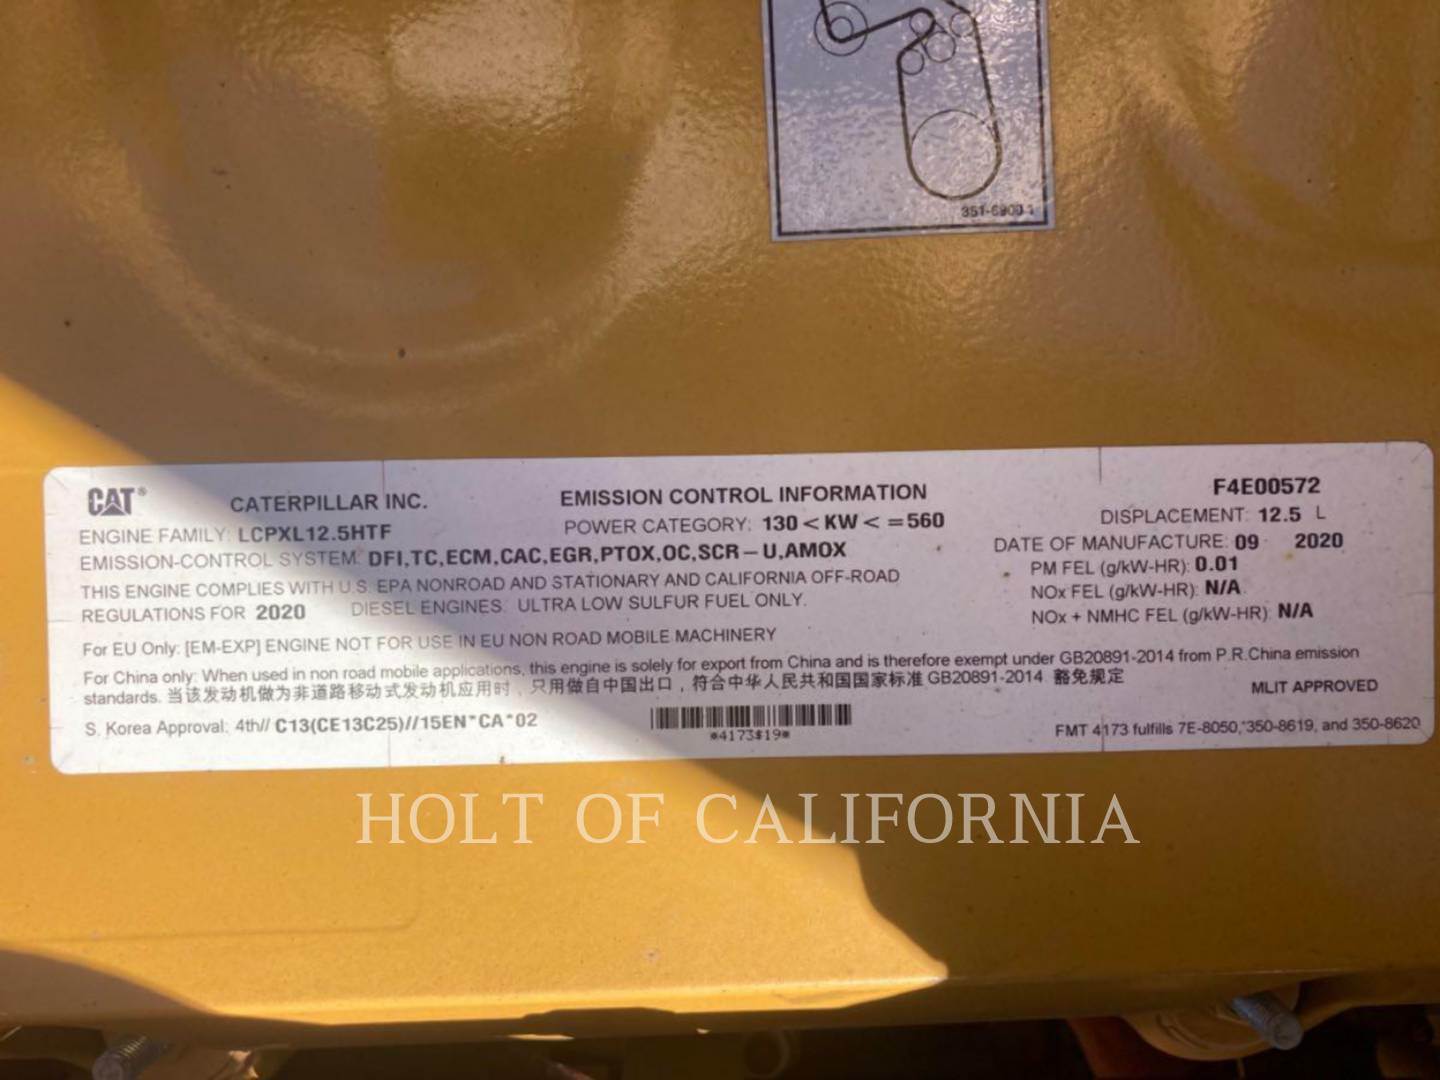 351-6900 1
CAT® CATERPILLAR INC. EMISSION CONTROL INFORMATION F4E00572
ENGINE FAMILY: LCPXL12.5HTF POWER CATEGORY: 130 < KW < = 560 DISPLACEMENT: 12.5 L
EMISSION-CONTROL SYSTEM: DFI,TC,ECM,CAC,EGR,PTOX,OC,SCR-U,AMOX DATE OF MANUFACTURE: 09 2020
THIS ENGINE COMPLIES WITH U.S. EPA NONROAD AND STATIONARY AND CALIFORNIA OFF-ROAD PM FEL (g/kW-HR): 0.01
REGULATIONS FOR 2020 DIESEL ENGINES. ULTRA LOW SULFUR FUEL ONLY. NOx FEL (g/kW-HR): N/A
NOx + NMHC FEL (g/kW-HR): N/A
For EU Only: [EM-EXP] ENGINE NOT FOR USE IN EU NON ROAD MOBILE MACHINERY
For China only: When used in non road mobile applications, this engine is solely for export from China and is therefore exempt under GB20891-2014 from P.R.China emission
standards. 当该发动机做为非道路移动式发动机应用时，只用做自中国出口，符合中华人民共和国国家标准 GB20891-2014 豁免规定
MLIT APPROVED
S. Korea Approval: 4th// C13(CE13C25)//15EN*CA*02 *4173$19* FMT 4173 fulfills 7E-8050, 350-8619, and 350-8620
HOLT OF CALIFORNIA